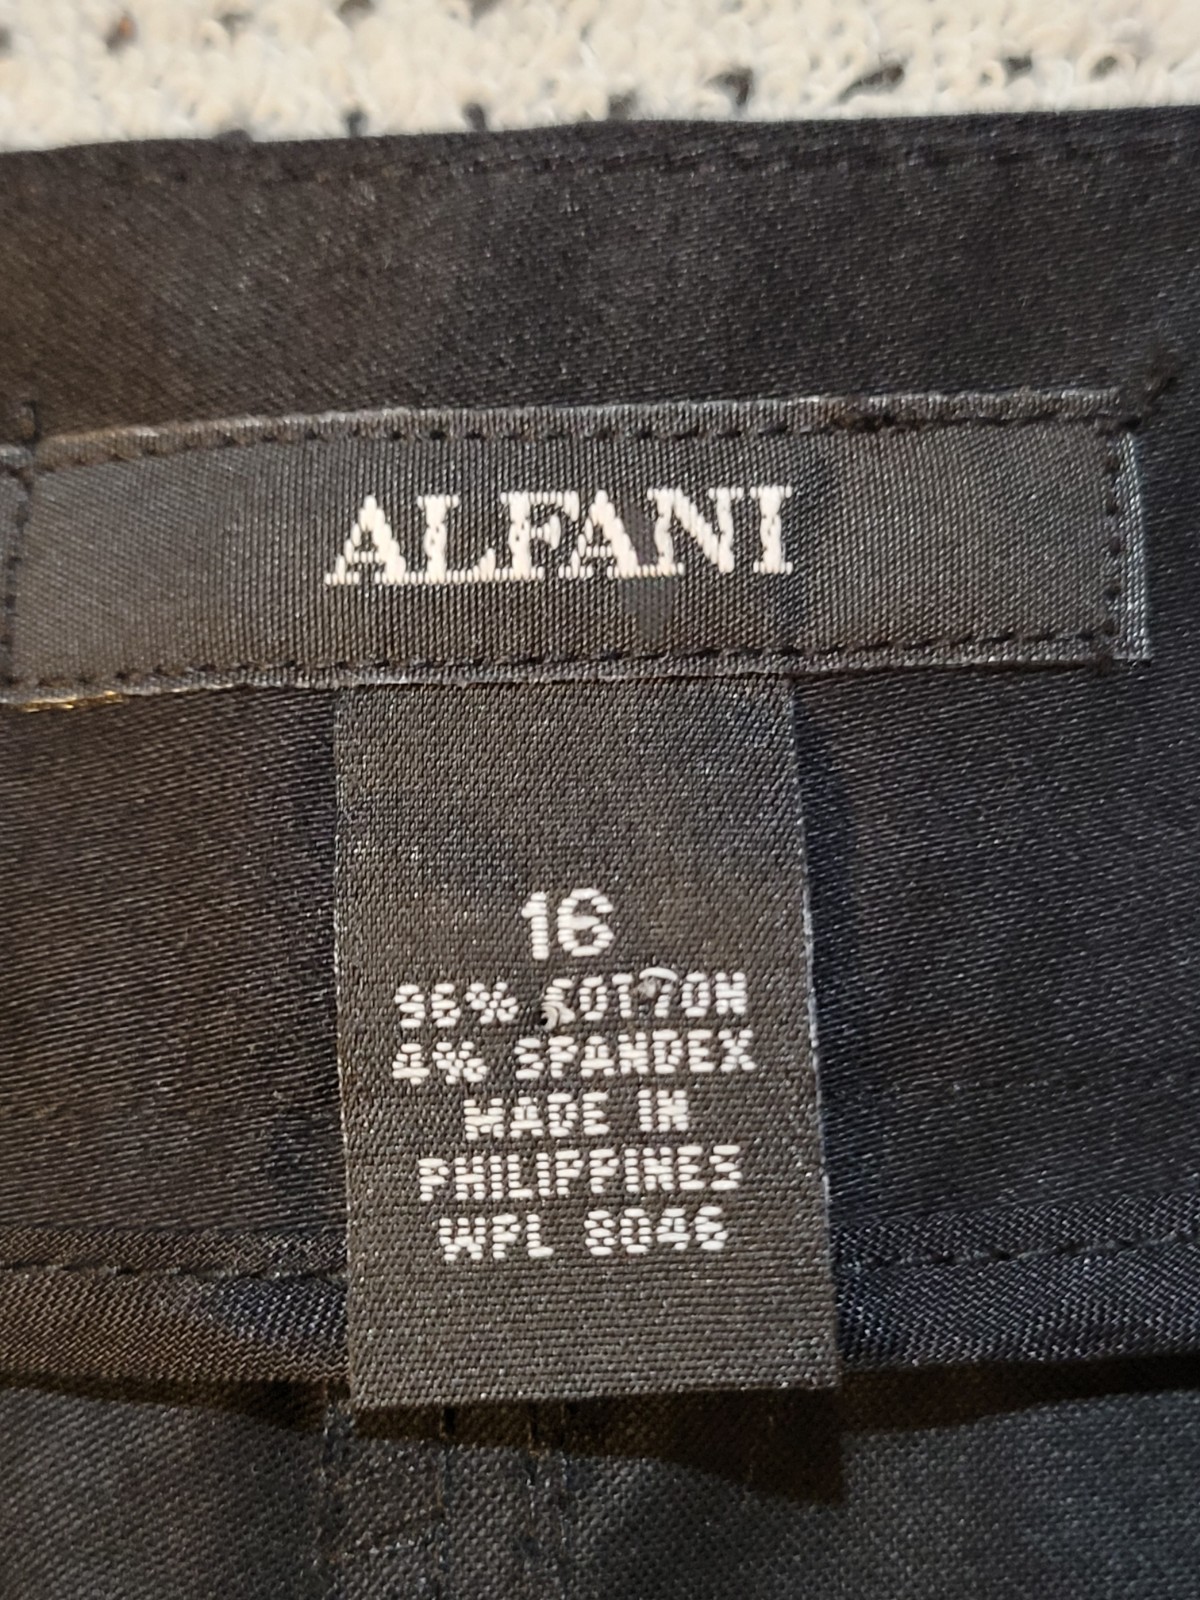 ALFANI
16
96% COTTON
4% SPANDEX
MADE IN
PHILIPPINES
WPL 8046